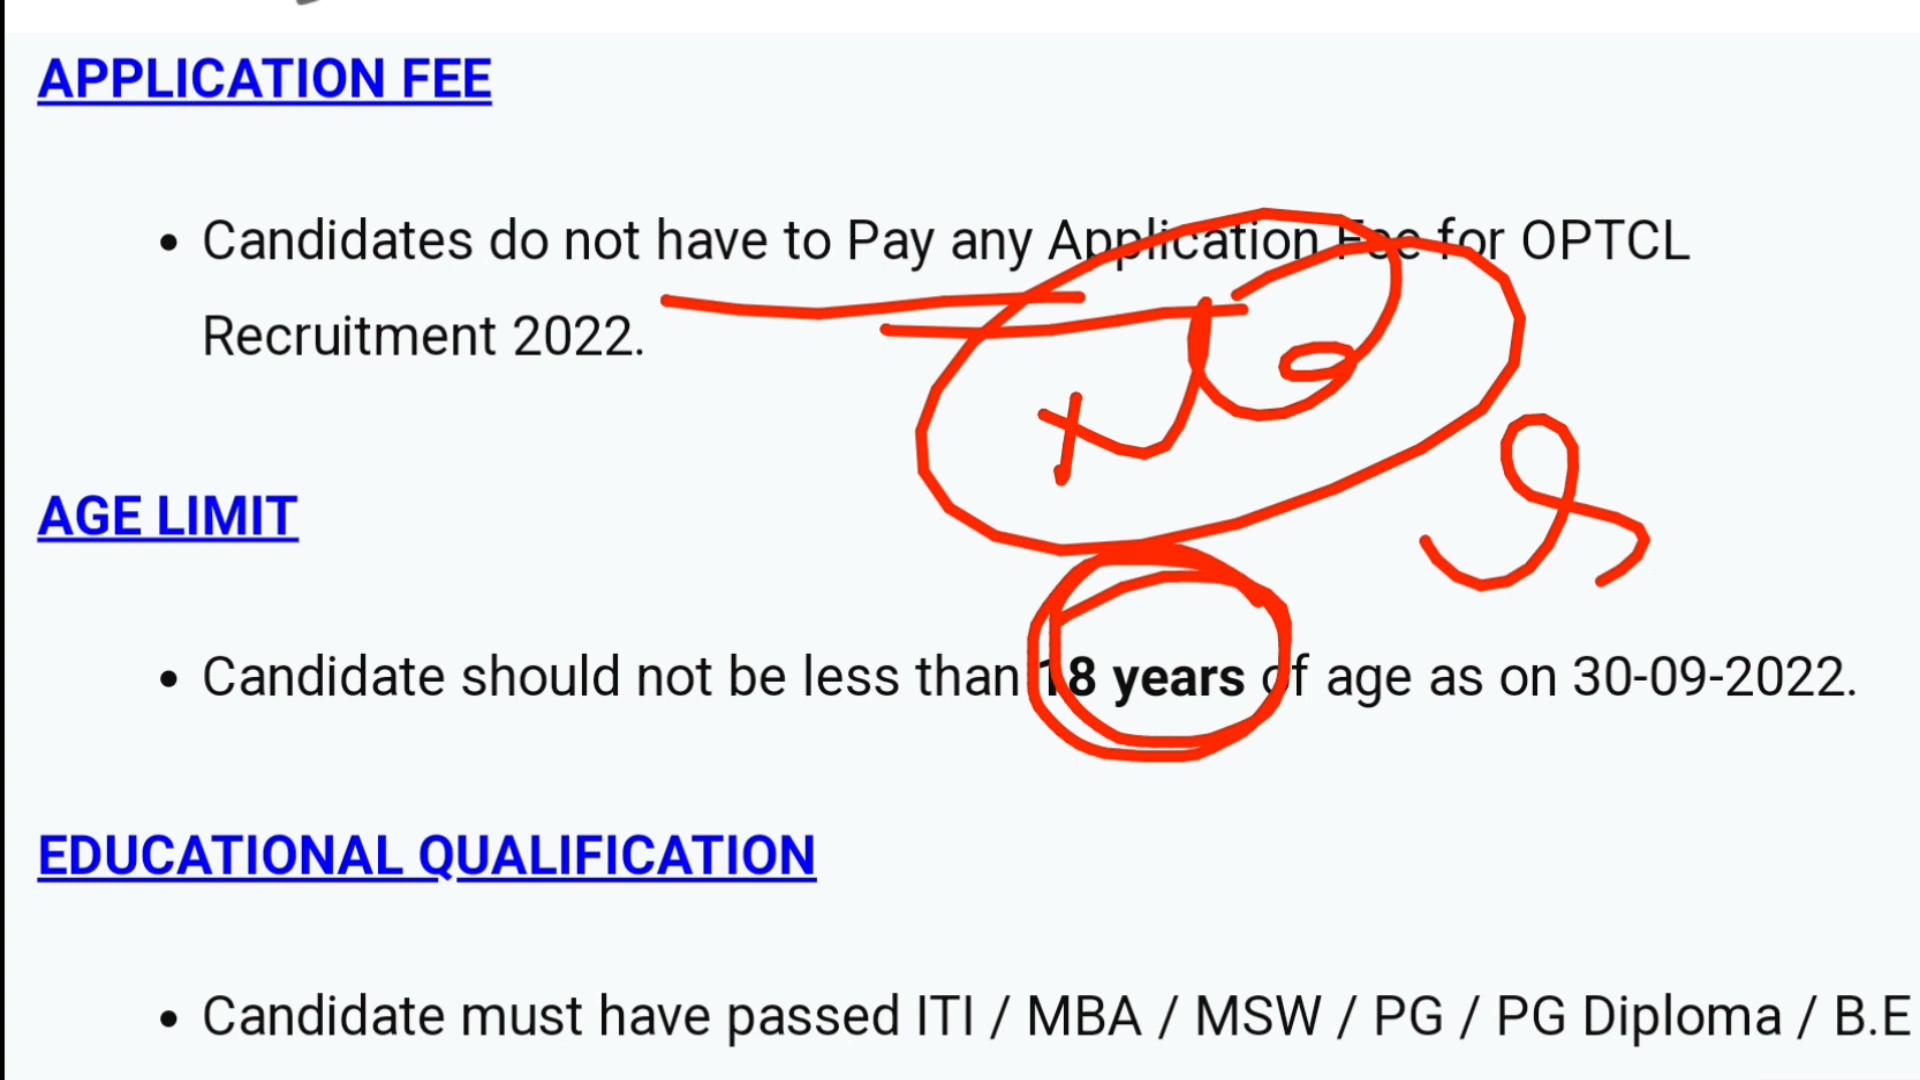 APPLICATION FEE
Candidates do not have to Pay any Application Fee for OPTCL
Recruitment 2022.
AGE LIMIT
Candidate should not be less than 18 years of age as on 30-09-2022.
EDUCATIONAL QUALIFICATION
Candidate must have passed ITI / MBA / MSW / PG / PG Diploma / B.E